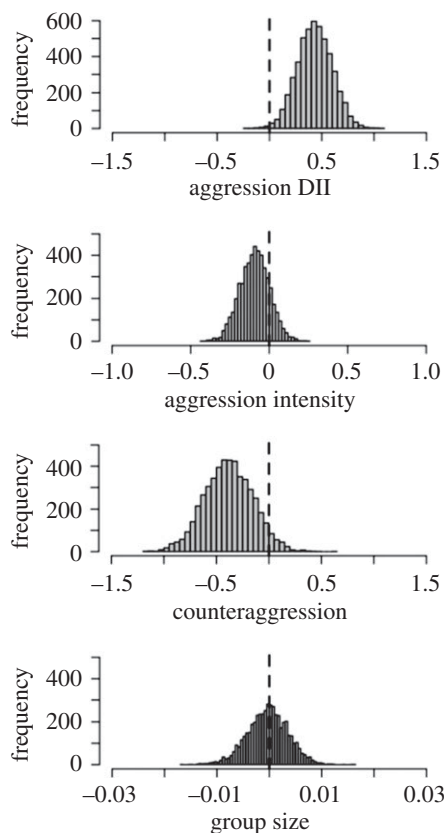 frequency
600
400
200
0
–1.5 –0.5 0.5 1.5
aggression DII
frequency
400
200
0
–1.0 –0.5 0 0.5 1.0
aggression intensity
frequency
400
200
0
–1.5 –0.5 0.5 1.5
counteraggression
frequency
400
200
0
–0.03 –0.01 0.01 0.03
group size